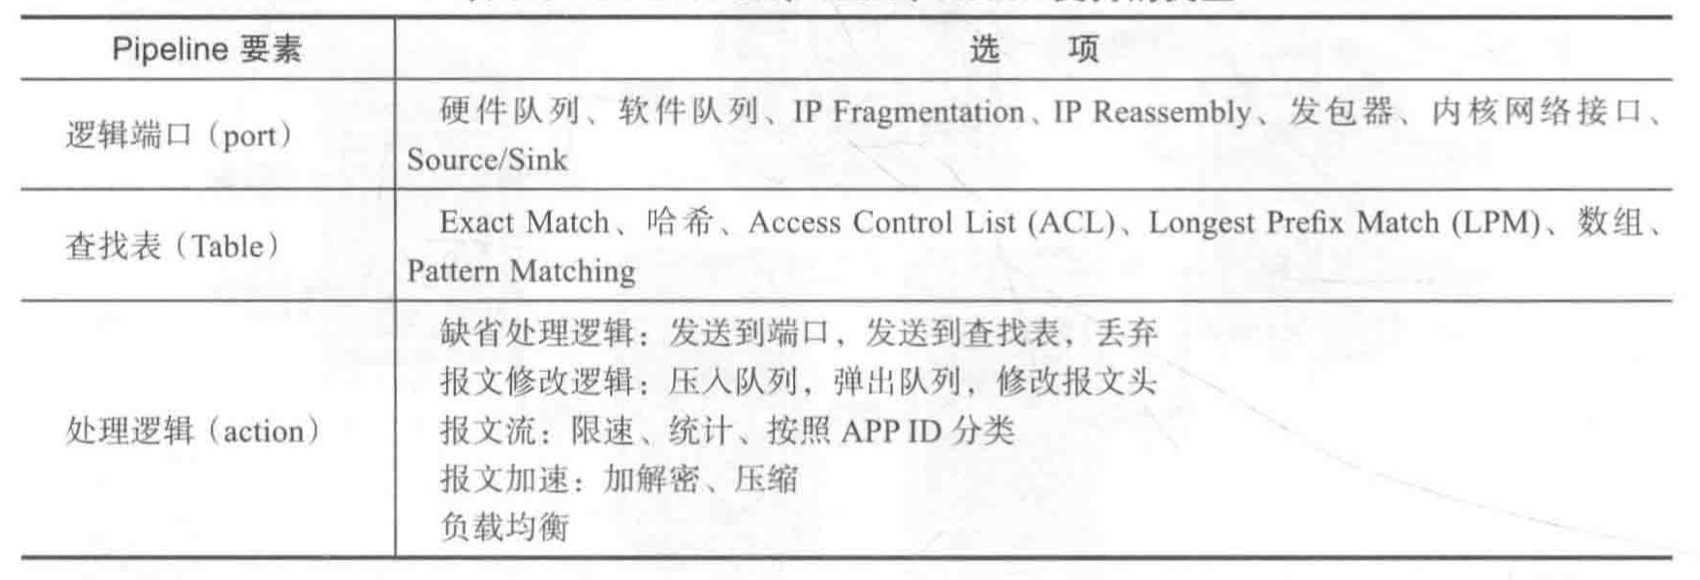 Pipeline 要素 选 项
逻辑端口（port） 硬件队列、软件队列、IP Fragmentation、IP Reassembly、发包器、内核网络接口、
Source/Sink
查找表（Table） Exact Match、哈希、Access Control List (ACL)、Longest Prefix Match (LPM)、数组、
Pattern Matching
缺省处理逻辑：发送到端口，发送到查找表，丢弃
报文修改逻辑：压入队列，弹出队列，修改报文头
处理逻辑（action） 报文流：限速、统计、按照 APP ID 分类
报文加速：加解密、压缩
负载均衡